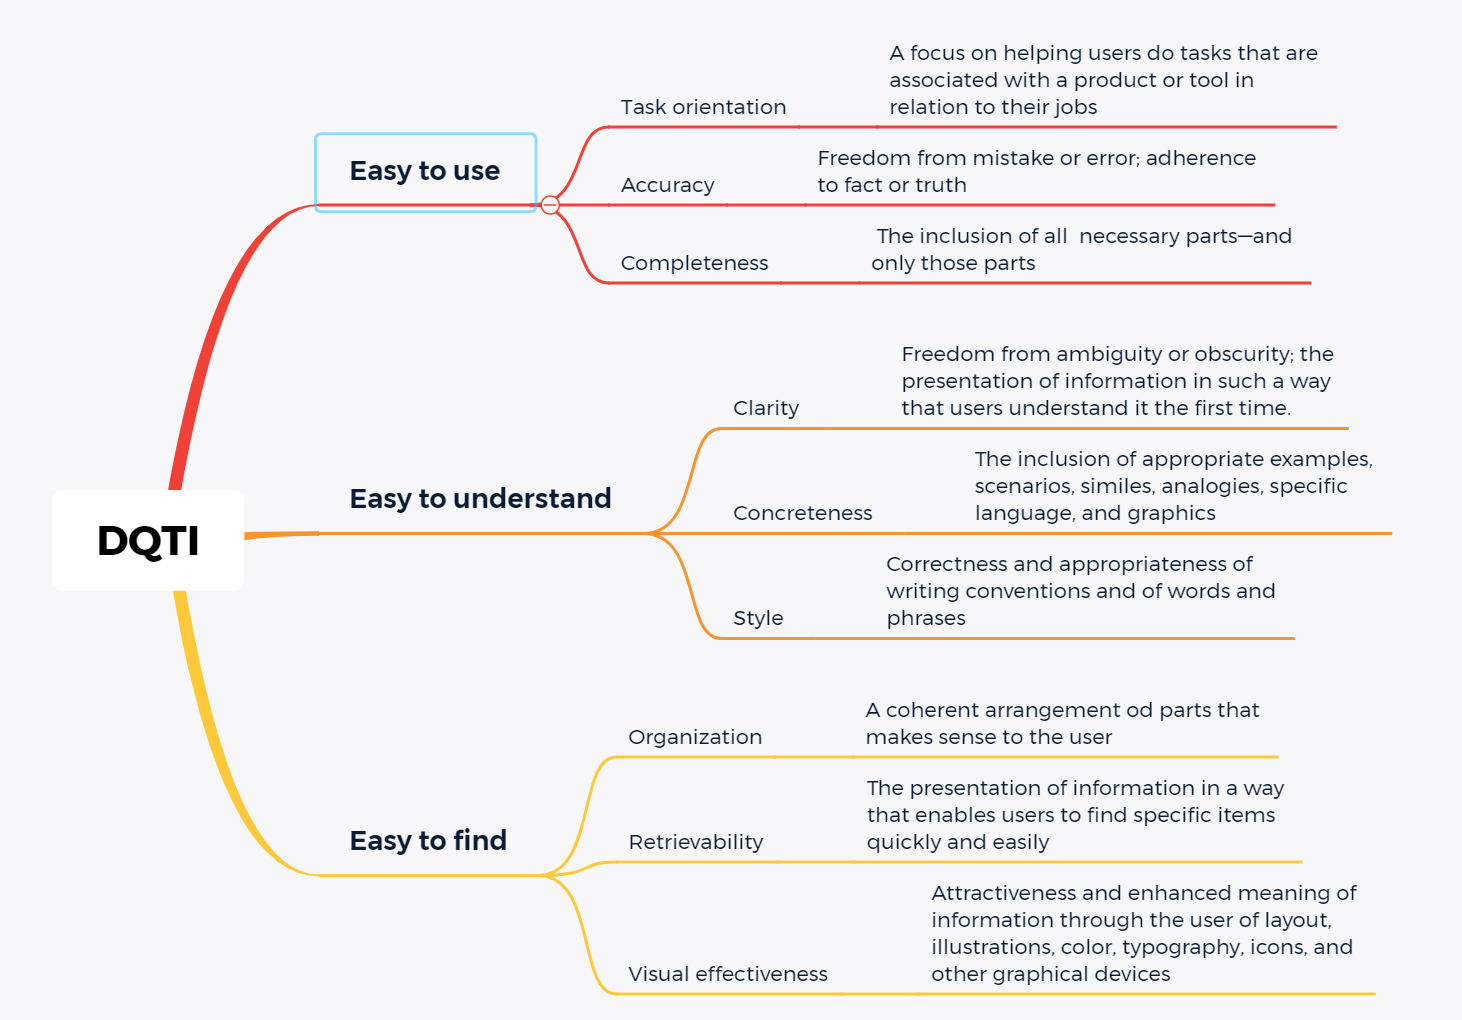 DQTI
Easy to use
Task orientation
A focus on helping users do tasks that are
associated with a product or tool in
relation to their jobs
Accuracy
Freedom from mistake or error; adherence
to fact or truth
Completeness
The inclusion of all  necessary parts—and
only those parts
Easy to understand
Clarity
Freedom from ambiguity or obscurity; the
presentation of information in such a way
that users understand it the first time.
Concreteness
The inclusion of appropriate examples,
scenarios, similes, analogies, specific
language, and graphics
Style
Correctness and appropriateness of
writing conventions and of words and
phrases
Easy to find
Organization
A coherent arrangement od parts that
makes sense to the user
Retrievability
The presentation of information in a way
that enables users to find specific items
quickly and easily
Visual effectiveness
Attractiveness and enhanced meaning of
information through the user of layout,
illustrations, color, typography, icons, and
other graphical devices